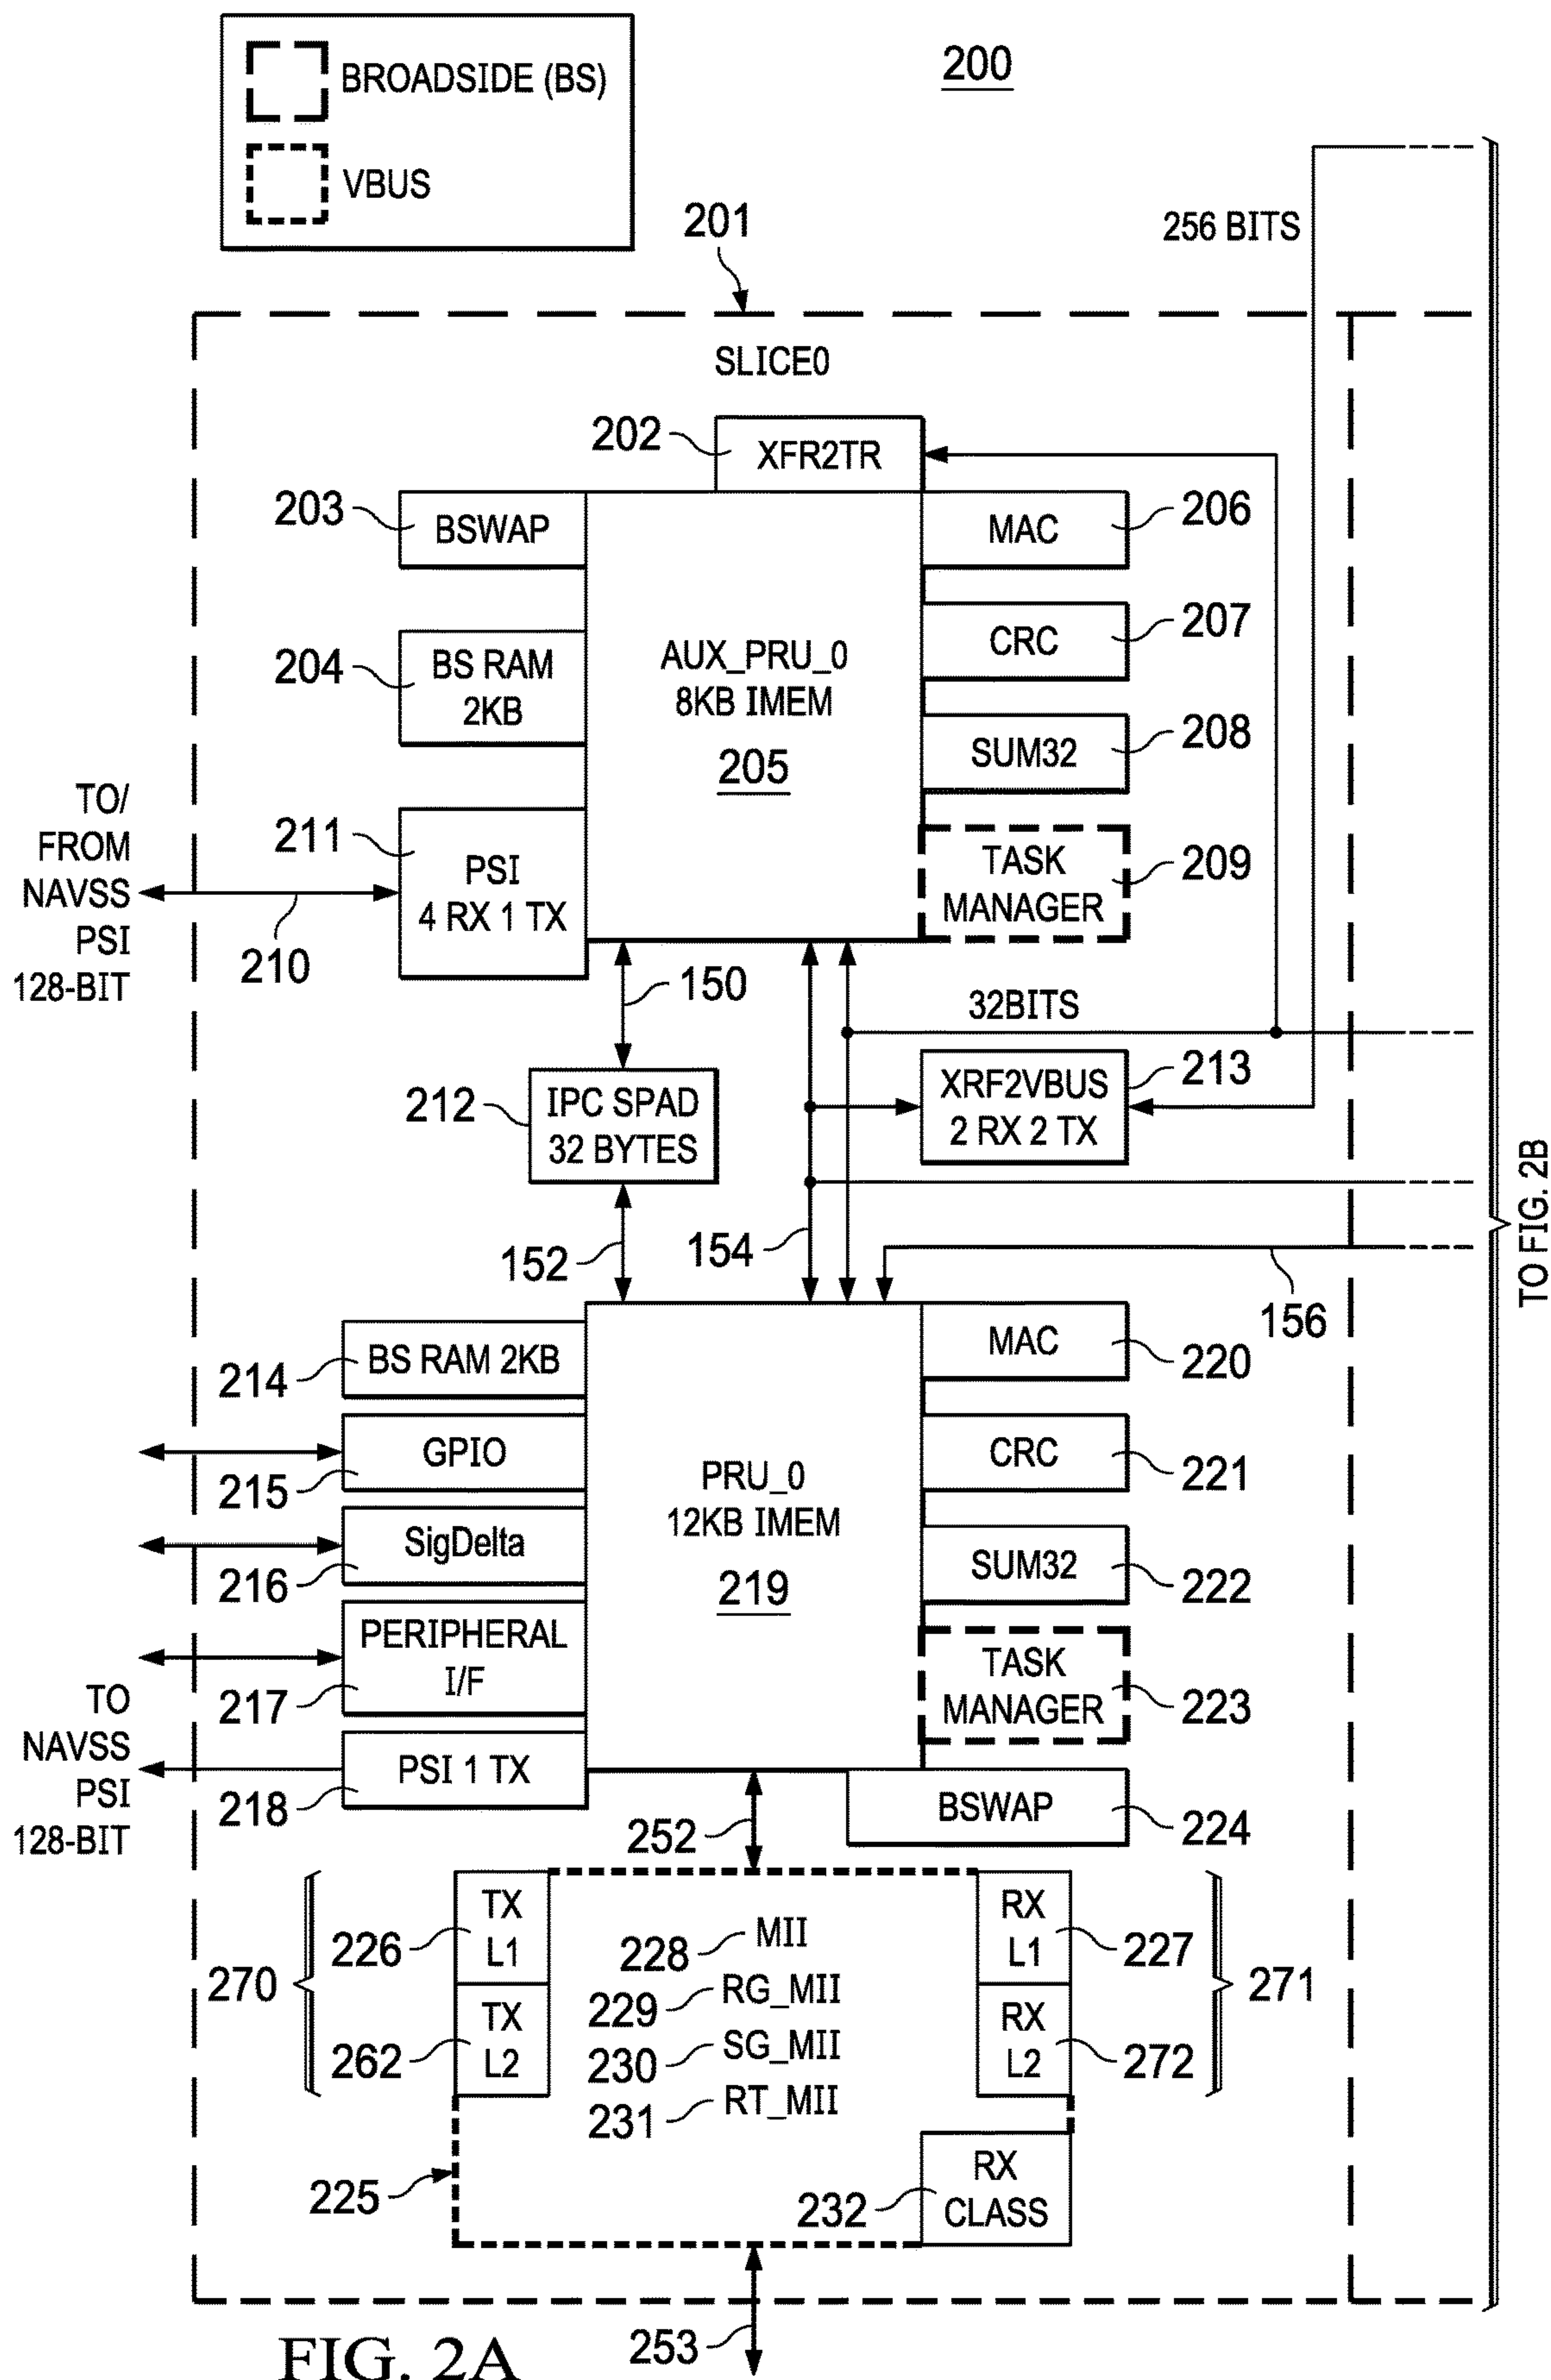 BROADSIDE (BS)
VBUS
200
201
256 BITS
SLICE0
202
XFR2TR
203
BSWAP
MAC
206
204
BS RAM
2KB
AUX_PRU_0
8KB IMEM
205
CRC
207
SUM32
208
TO/
FROM
NAVSS
PSI
128-BIT
210
211
PSI
4 RX 1 TX
TASK
MANAGER
209
150
32BITS
212
IPC SPAD
32 BYTES
XRF2VBUS
2 RX 2 TX
213
152
154
156
TO FIG. 2B
214
BS RAM 2KB
MAC
220
215
GPIO
PRU_0
12KB IMEM
219
CRC
221
216
SigDelta
SUM32
222
217
PERIPHERAL
I/F
TASK
MANAGER
223
TO
NAVSS
PSI
128-BIT
218
PSI 1 TX
252
BSWAP
224
270
226
TX
L1
262
TX
L2
228
MII
229
RG_MII
230
SG_MII
231
RT_MII
RX
L1
227
RX
L2
272
271
225
232
RX
CLASS
253
FIG. 2A